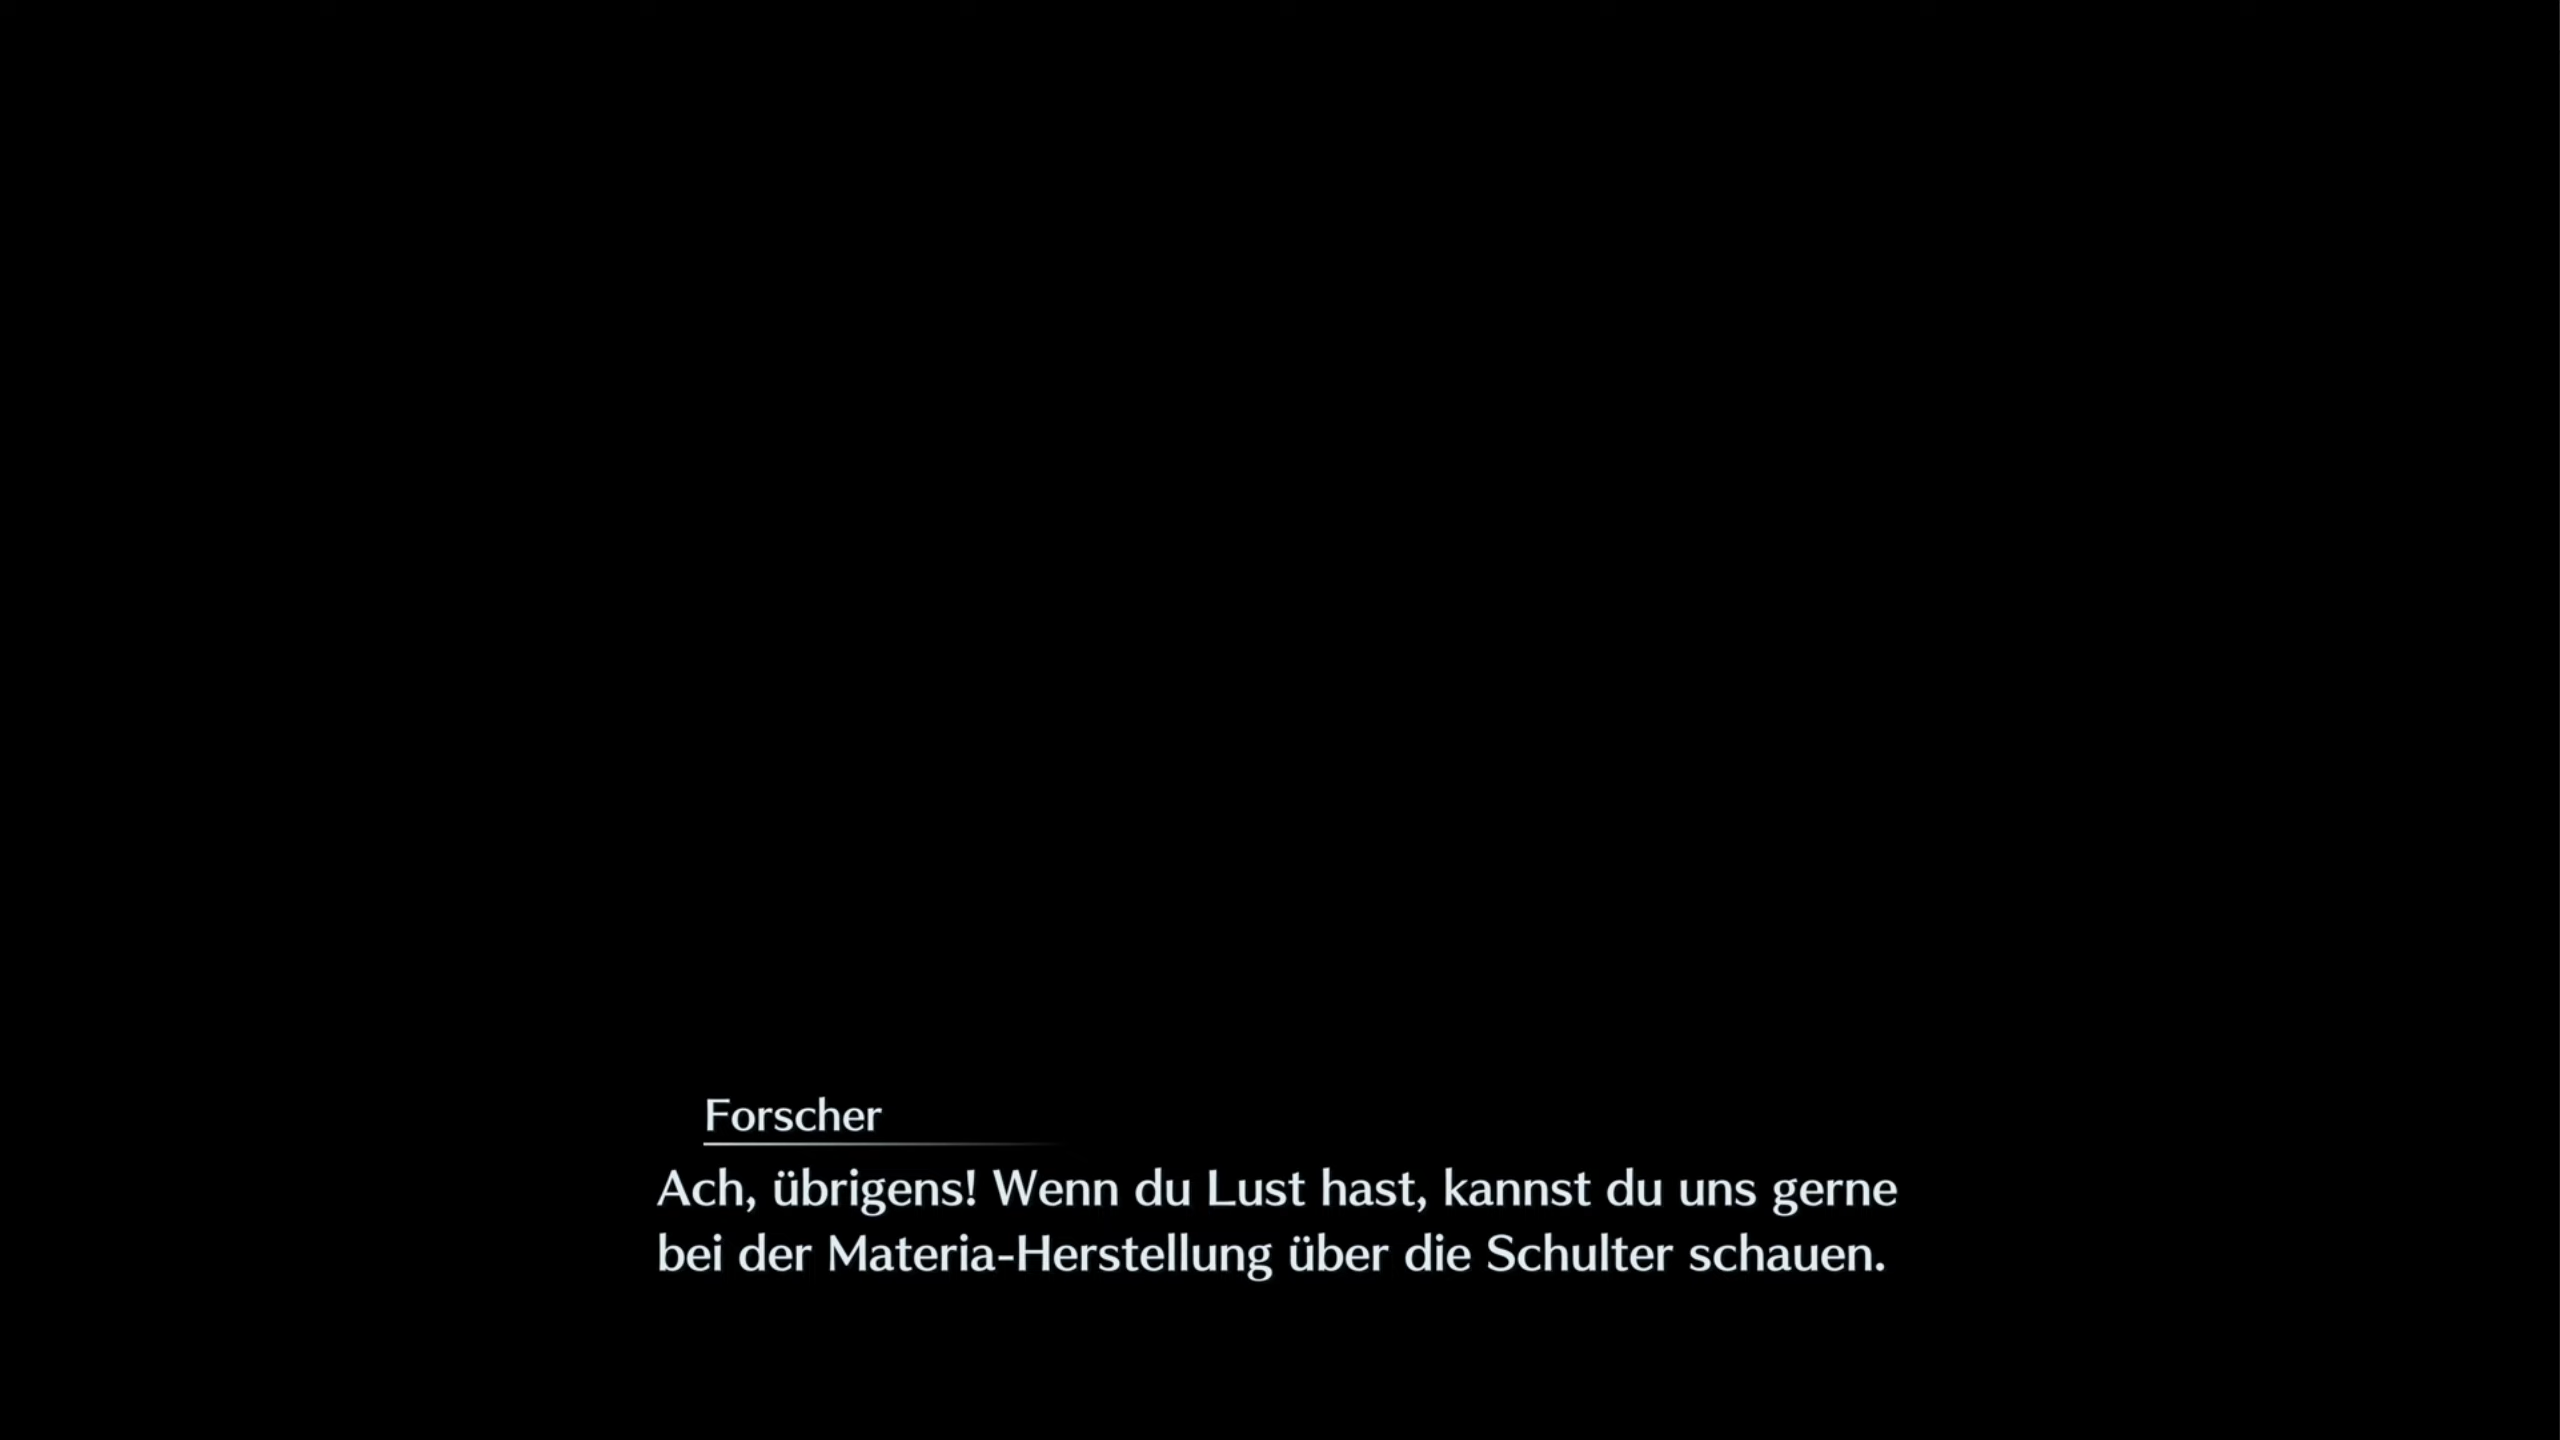 Forscher
Ach, übrigens! Wenn du Lust hast, kannst du uns gerne
bei der Materia-Herstellung über die Schulter schauen.